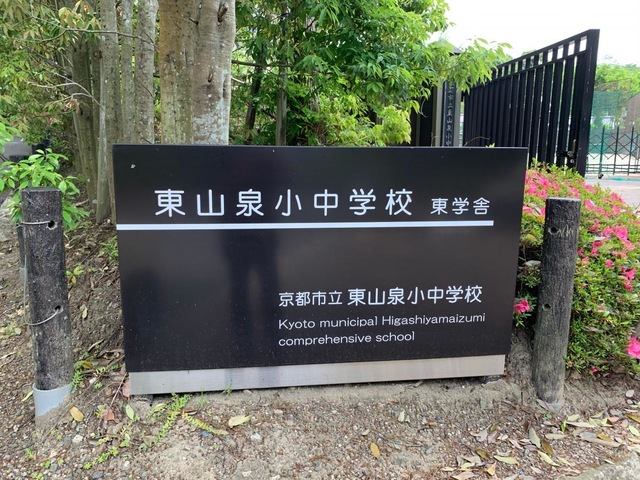 東山泉小中学校 東学舎
京都市立 東山泉小中学校
Kyoto municipal Higashiyamaizumi
comprehensive school